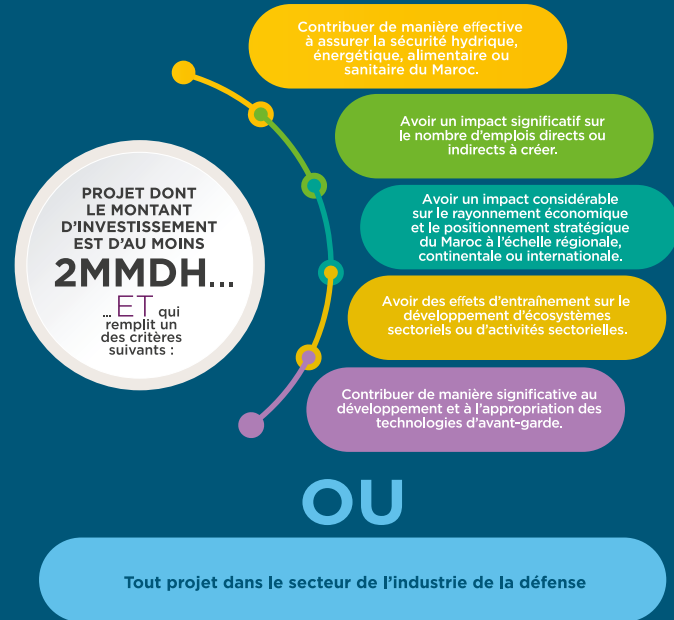 Contribuer de manière effective
à assurer la sécurité hydrique,
énergétique, alimentaire ou
sanitaire du Maroc.
Avoir un impact significatif sur
le nombre d'emplois directs ou
indirects à créer.
PROJET DONT
LE MONTANT
D'INVESTISSEMENT
EST D'AU MOINS
2MMDH...
... ET qui
remplit un
des critères
suivants :
Avoir un impact considérable
sur le rayonnement économique
et le positionnement stratégique
du Maroc à l'échelle régionale,
continentale ou internationale.
Avoir des effets d'entraînement sur le
développement d'écosystèmes
sectoriels ou d'activités sectorielles.
Contribuer de manière significative au
développement et à l'appropriation des
technologies d'avant-garde.
OU
Tout projet dans le secteur de l'industrie de la défense